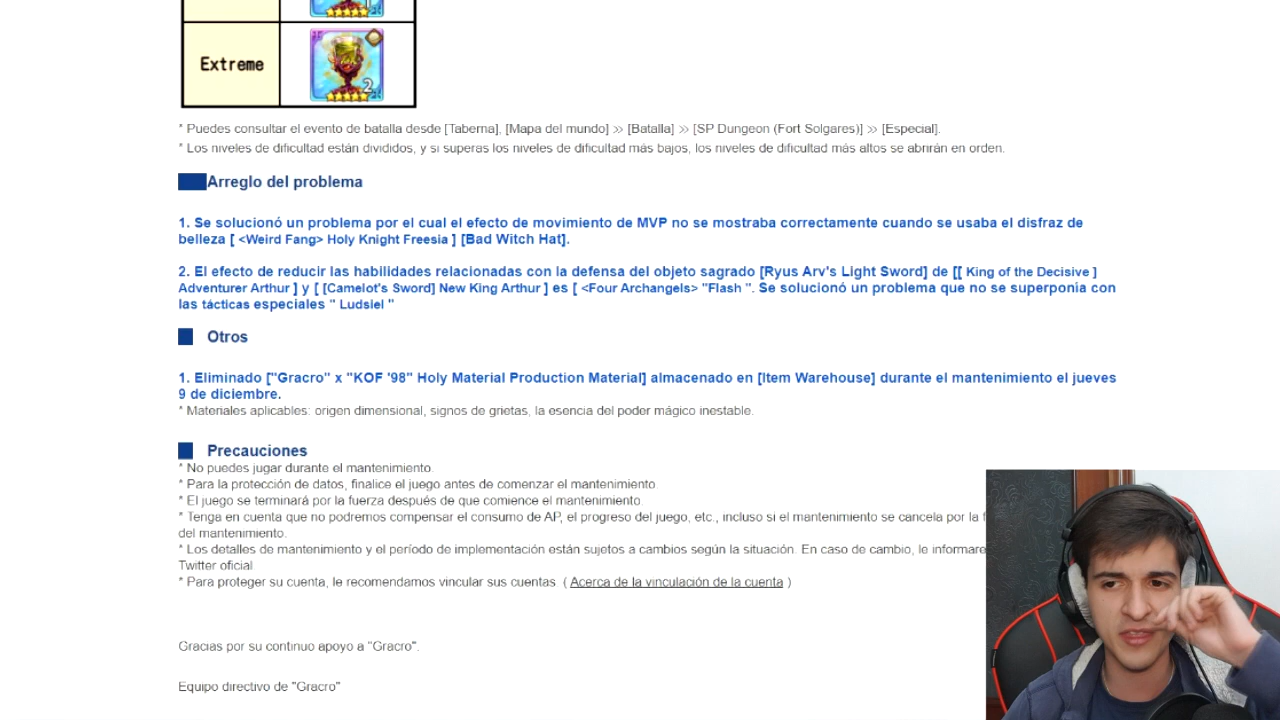 Extreme
2
* Puedes consultar el evento de batalla desde [Taberna], [Mapa del mundo] >> [Batalla] >> [SP Dungeon (Fort Solgares)] >> [Especial].
* Los niveles de dificultad están divididos, y si superas los niveles de dificultad más bajos, los niveles de dificultad más altos se abrirán en orden.
Arreglo del problema
1. Se solucionó un problema por el cual el efecto de movimiento de MVP no se mostraba correctamente cuando se usaba el disfraz de
belleza [ <Weird Fang> Holy Knight Freesia ] [Bad Witch Hat].
2. El efecto de reducir las habilidades relacionadas con la defensa del objeto sagrado [Ryus Arv's Light Sword] de [[ King of the Decisive ]
Adventurer Arthur ] y [ [Camelot's Sword] New King Arthur ] es [ <Four Archangels> "Flash ". Se solucionó un problema que no se superponía con
las tácticas especiales " Ludsiel "
Otros
1. Eliminado ["Gracro" x "KOF '98" Holy Material Production Material] almacenado en [Item Warehouse] durante el mantenimiento el jueves
9 de diciembre.
* Materiales aplicables: origen dimensional, signos de grietas, la esencia del poder mágico inestable.
Precauciones
* No puedes jugar durante el mantenimiento.
* Para la protección de datos, finalice el juego antes de comenzar el mantenimiento.
* El juego se terminará por la fuerza después de que comience el mantenimiento.
* Tenga en cuenta que no podremos compensar el consumo de AP, el progreso del juego, etc., incluso si el mantenimiento se cancela por la f
del mantenimiento.
* Los detalles de mantenimiento y el período de implementación están sujetos a cambios según la situación. En caso de cambio, le informare
Twitter oficial.
* Para proteger su cuenta, le recomendamos vincular sus cuentas. ( Acerca de la vinculación de la cuenta )
Gracias por su continuo apoyo a "Gracro".
Equipo directivo de "Gracro"